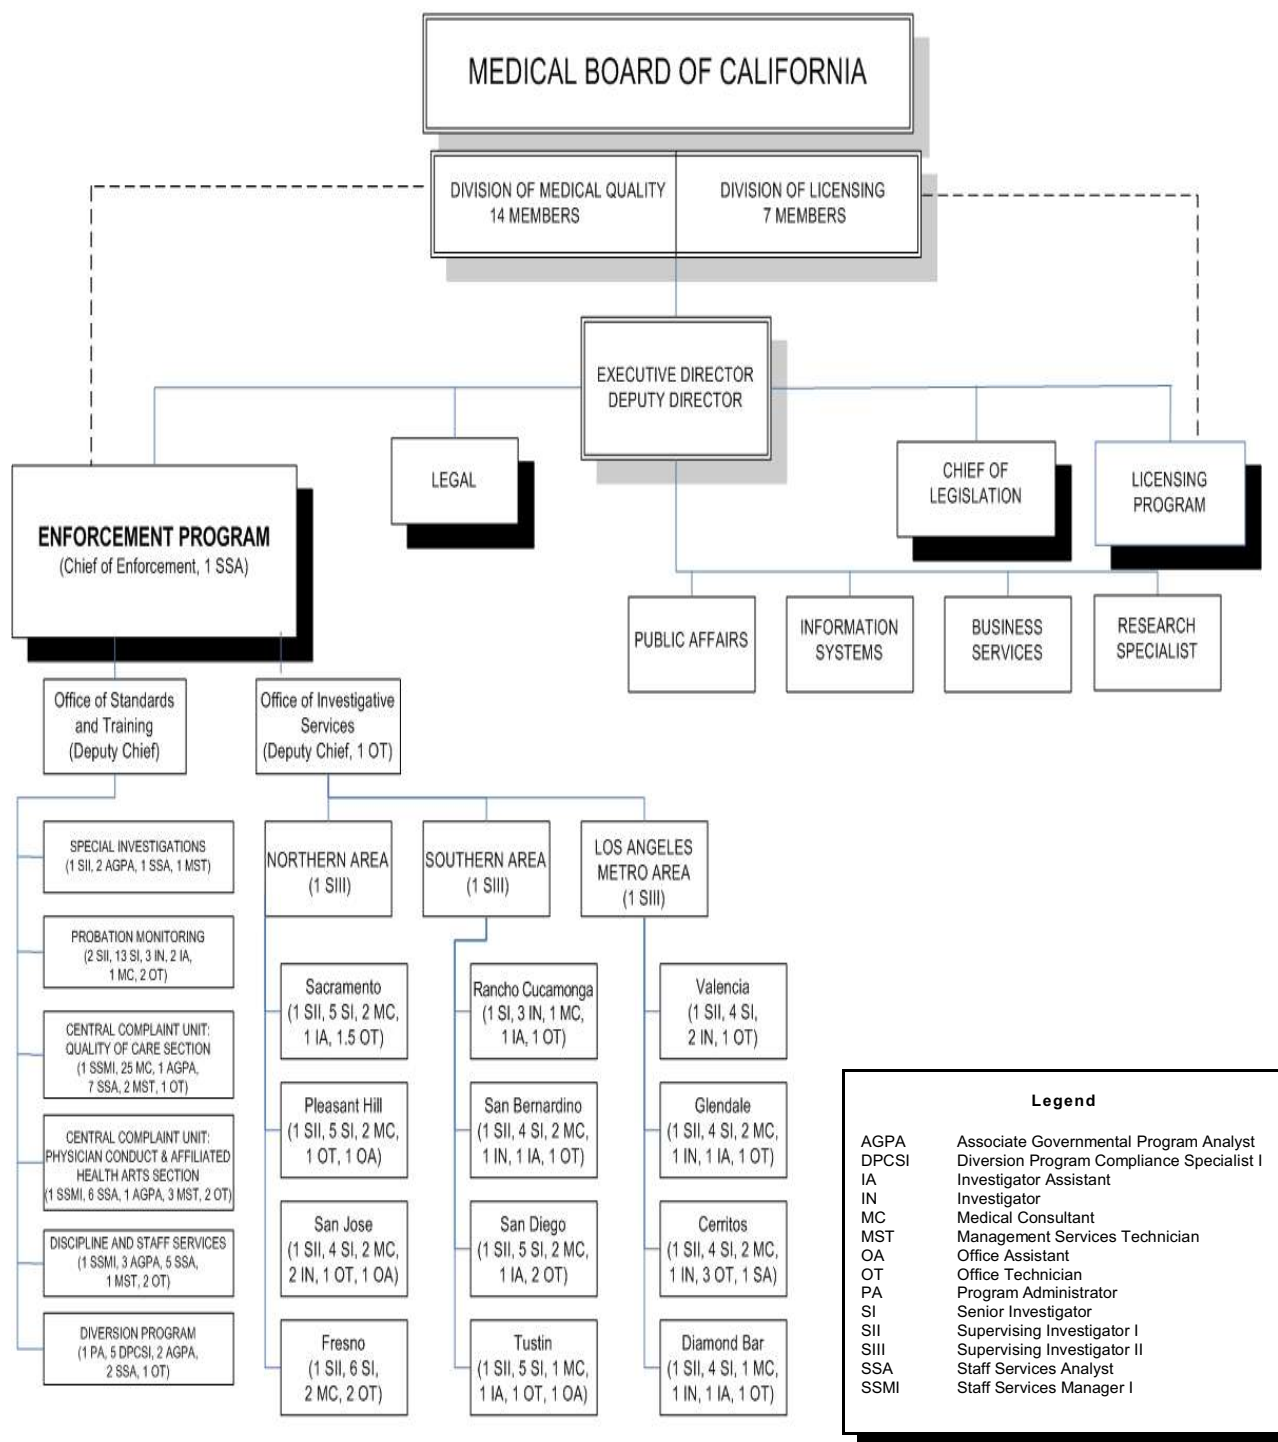 MEDICAL BOARD OF CALIFORNIA
DIVISION OF MEDICAL QUALITY
14 MEMBERS
DIVISION OF LICENSING
7 MEMBERS
EXECUTIVE DIRECTOR
DEPUTY DIRECTOR
ENFORCEMENT PROGRAM
(Chief of Enforcement, 1 SSA)
LEGAL
CHIEF OF
LEGISLATION
LICENSING
PROGRAM
PUBLIC AFFAIRS
INFORMATION
SYSTEMS
BUSINESS
SERVICES
RESEARCH
SPECIALIST
Office of Standards
and Training
(Deputy Chief)
Office of Investigative
Services
(Deputy Chief, 1 OT)
SPECIAL INVESTIGATIONS
(1 SII, 2 AGPA, 1 SSA, 1 MST)
PROBATION MONITORING
(2 SII, 13 SI, 3 IN, 2 IA,
1 MC, 2 OT)
CENTRAL COMPLAINT UNIT:
QUALITY OF CARE SECTION
(1 SSMI, 25 MC, 1 AGPA,
7 SSA, 2 MST, 1 OT)
CENTRAL COMPLAINT UNIT:
PHYSICIAN CONDUCT & AFFILIATED
HEALTH ARTS SECTION
(1 SSMI, 6 SSA, 1 AGPA, 3 MST, 2 OT)
DISCIPLINE AND STAFF SERVICES
(1 SSMI, 3 AGPA, 5 SSA,
1 MST, 2 OT)
DIVERSION PROGRAM
(1 PA, 5 DPCSI, 2 AGPA,
2 SSA, 1 OT)
NORTHERN AREA
(1 SIII)
Sacramento
(1 SII, 5 SI, 2 MC,
1 IA, 1.5 OT)
Pleasant Hill
(1 SII, 5 SI, 2 MC,
1 OT, 1 OA)
San Jose
(1 SII, 4 SI, 2 MC,
2 IN, 1 OT, 1 OA)
Fresno
(1 SII, 6 SI,
2 MC, 2 OT)
SOUTHERN AREA
(1 SIII)
Rancho Cucamonga
(1 SI, 3 IN, 1 MC,
1 IA, 1 OT)
San Bernardino
(1 SII, 4 SI, 2 MC,
1 IN, 1 IA, 1 OT)
San Diego
(1 SII, 5 SI, 2 MC,
1 IA, 2 OT)
Tustin
(1 SII, 5 SI, 1 MC,
1 IA, 1 OT, 1 OA)
LOS ANGELES
METRO AREA
(1 SIII)
Valencia
(1 SII, 4 SI,
2 IN, 1 OT)
Glendale
(1 SII, 4 SI, 2 MC,
1 IN, 1 IA, 1 OT)
Cerritos
(1 SII, 4 SI, 2 MC,
1 IN, 3 OT, 1 SA)
Diamond Bar
(1 SII, 4 SI, 1 MC,
1 IN, 1 IA, 1 OT)
Legend
AGPA Associate Governmental Program Analyst
DPCSI Diversion Program Compliance Specialist I
IA Investigator Assistant
IN Investigator
MC Medical Consultant
MST Management Services Technician
OA Office Assistant
OT Office Technician
PA Program Administrator
SI Senior Investigator
SII Supervising Investigator I
SIII Supervising Investigator II
SSA Staff Services Analyst
SSMI Staff Services Manager I